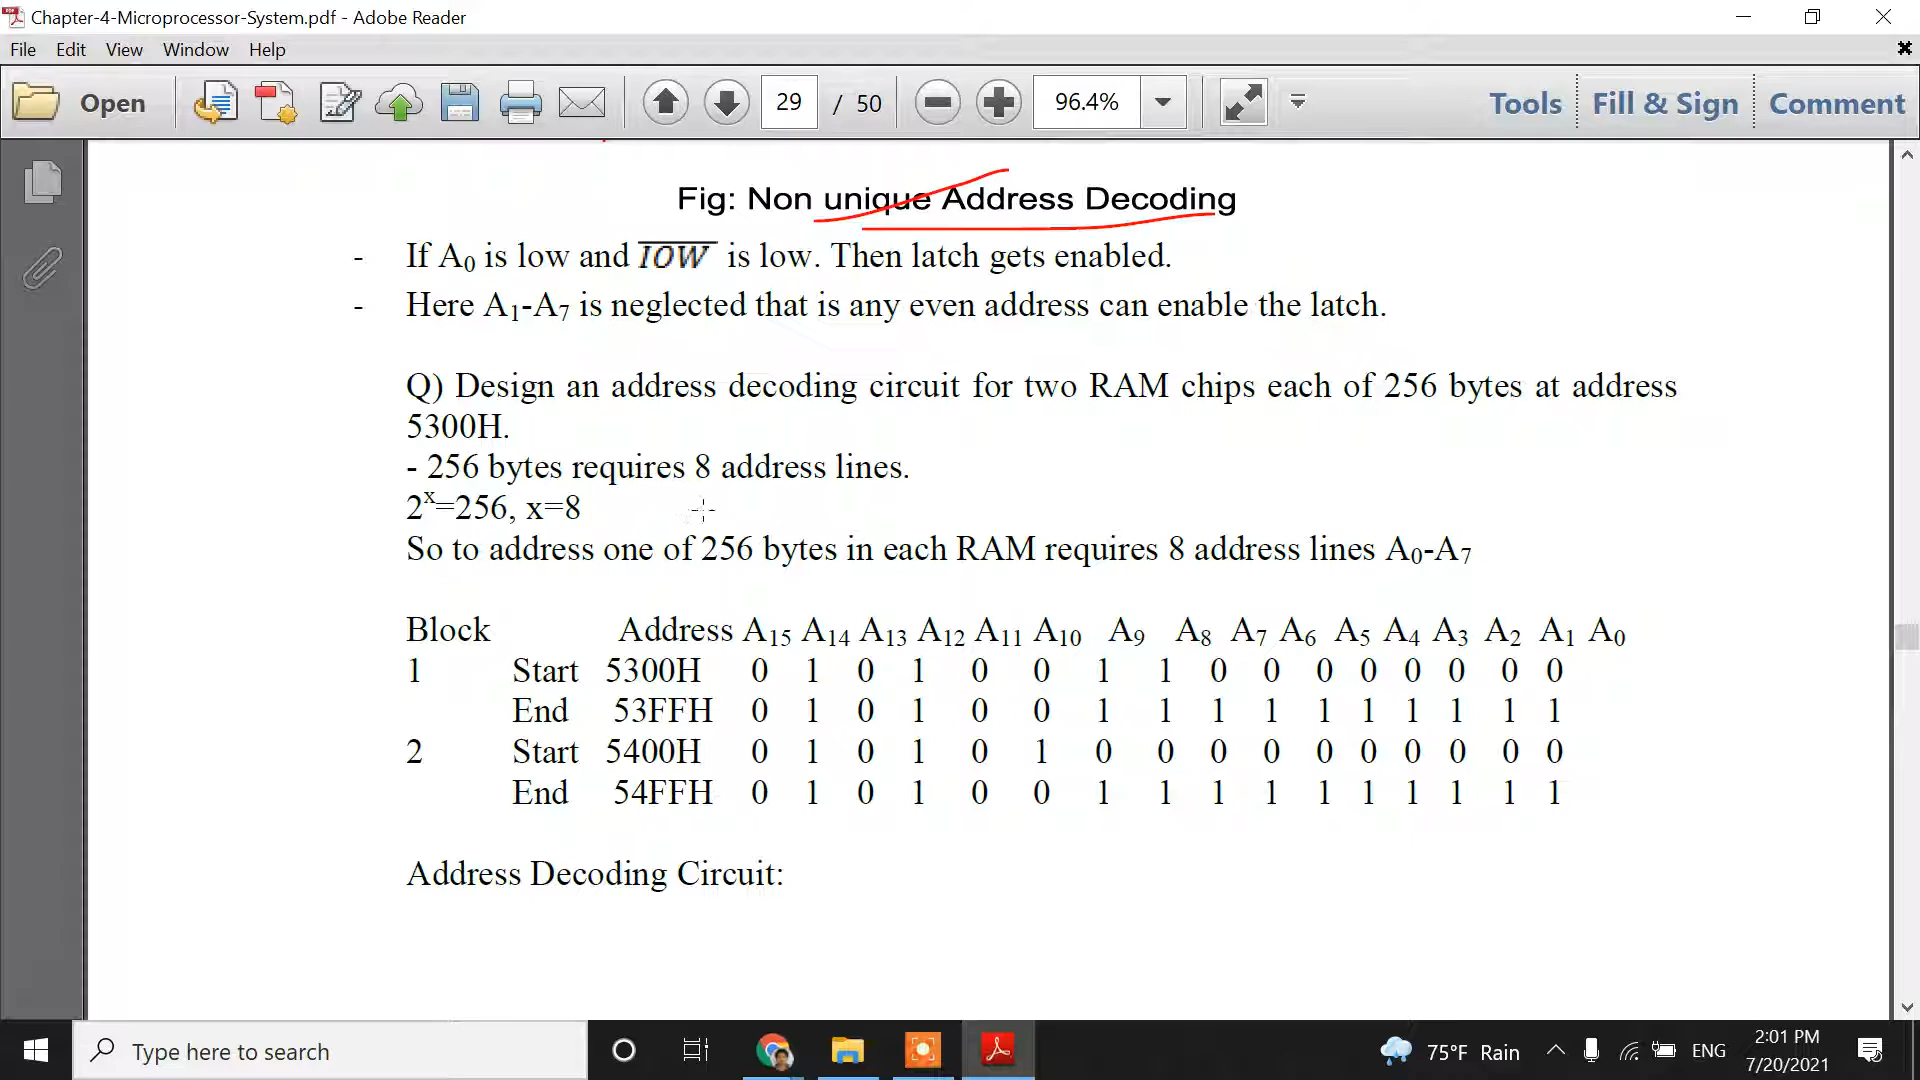 Chapter-4-Microprocessor-System.pdf - Adobe Reader
File Edit View Window Help
Open 29 / 50 96.4% Tools Fill & Sign Comment
Fig: Non unique Address Decoding
- If A₀ is low and I̅O̅W̅ is low. Then latch gets enabled.
- Here A₁-A₇ is neglected that is any even address can enable the latch.
Q) Design an address decoding circuit for two RAM chips each of 256 bytes at address
5300H.
- 256 bytes requires 8 address lines.
2ˣ=256, x=8
So to address one of 256 bytes in each RAM requires 8 address lines A₀-A₇
Block Address A₁₅ A₁₄ A₁₃ A₁₂ A₁₁ A₁₀ A₉ A₈ A₇ A₆ A₅ A₄ A₃ A₂ A₁ A₀
1 Start 5300H 0 1 0 1 0 0 1 1 0 0 0 0 0 0 0 0
End 53FFH 0 1 0 1 0 0 1 1 1 1 1 1 1 1 1 1
2 Start 5400H 0 1 0 1 0 1 0 0 0 0 0 0 0 0 0 0
End 54FFH 0 1 0 1 0 0 1 1 1 1 1 1 1 1 1 1
Address Decoding Circuit:
Type here to search
75°F Rain
ENG
2:01 PM
7/20/2021